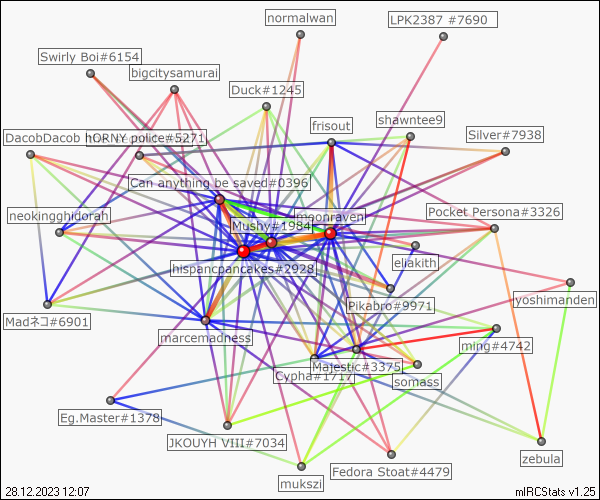 normalwan
LPK2387 #7690
Swirly Boi#6154
bigcitysamurai
Duck#1245
frisout
shawntee9
Silver#7938
DacobDacob
hORNY police#5271
Can anything be saved#0396
neokingghidorah
Mushy#1984
moonraven
Pocket Persona#3326
eliakith
hispancpancakes#2928
yoshimanden
Pikabro#9971
Madネコ#6901
marcemadness
ming#4742
Majestic#3375
Cypha#1717
somass
Eg.Master#1378
JKOUYH VIII#7034
zebula
Fedora Stoat#4479
mukszi
28.12.2023 12:07
mIRCStats v1.25